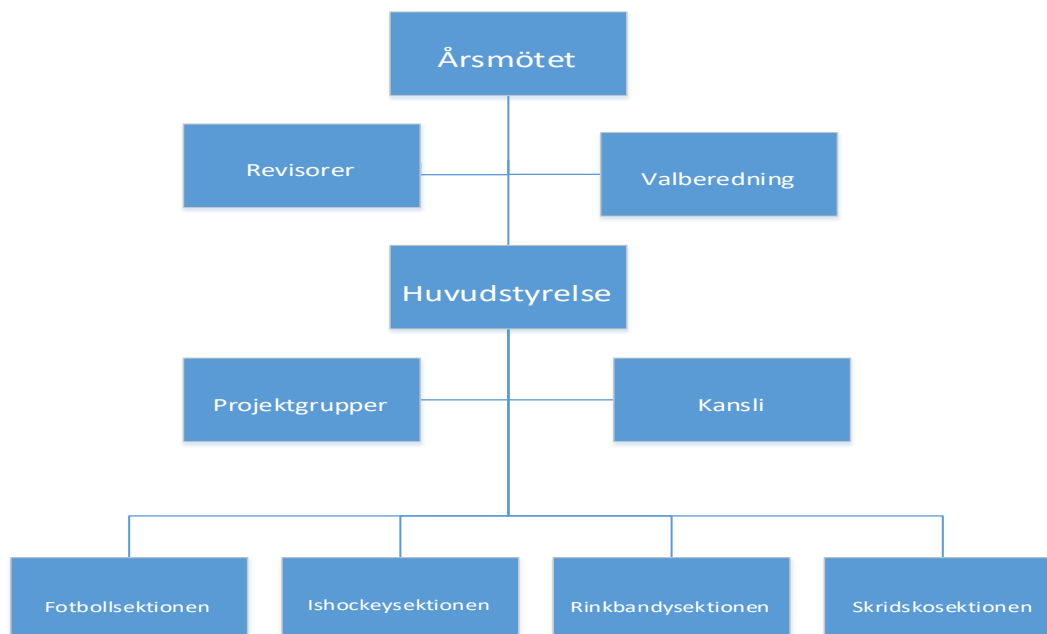 Årsmötet
Revisorer
Valberedning
Huvudstyrelse
Projektgrupper
Kansli
Fotbollsektionen
Ishockeysektionen
Rinkbandysektionen
Skridskosektionen